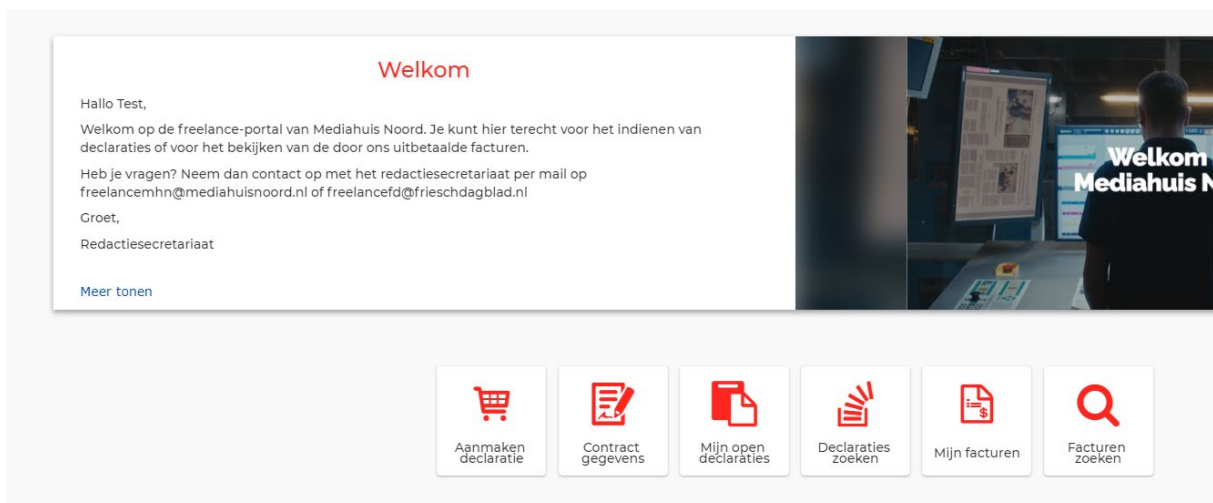 Welkom
Hallo Test,
Welkom op de freelance-portal van Mediahuis Noord. Je kunt hier terecht voor het indienen van
declaraties of voor het bekijken van de door ons uitbetaalde facturen.
Heb je vragen? Neem dan contact op met het redactiesecretariaat per mail op
freelancemhn@mediahuisnoord.nl of freelancefd@frieschdagblad.nl
Groet,
Redactiesecretariaat
Meer tonen
Welkom
Mediahuis N
Aanmaken
declaratie
Contract
gegevens
Mijn open
declaraties
Declaraties
zoeken
Mijn facturen
Facturen
zoeken